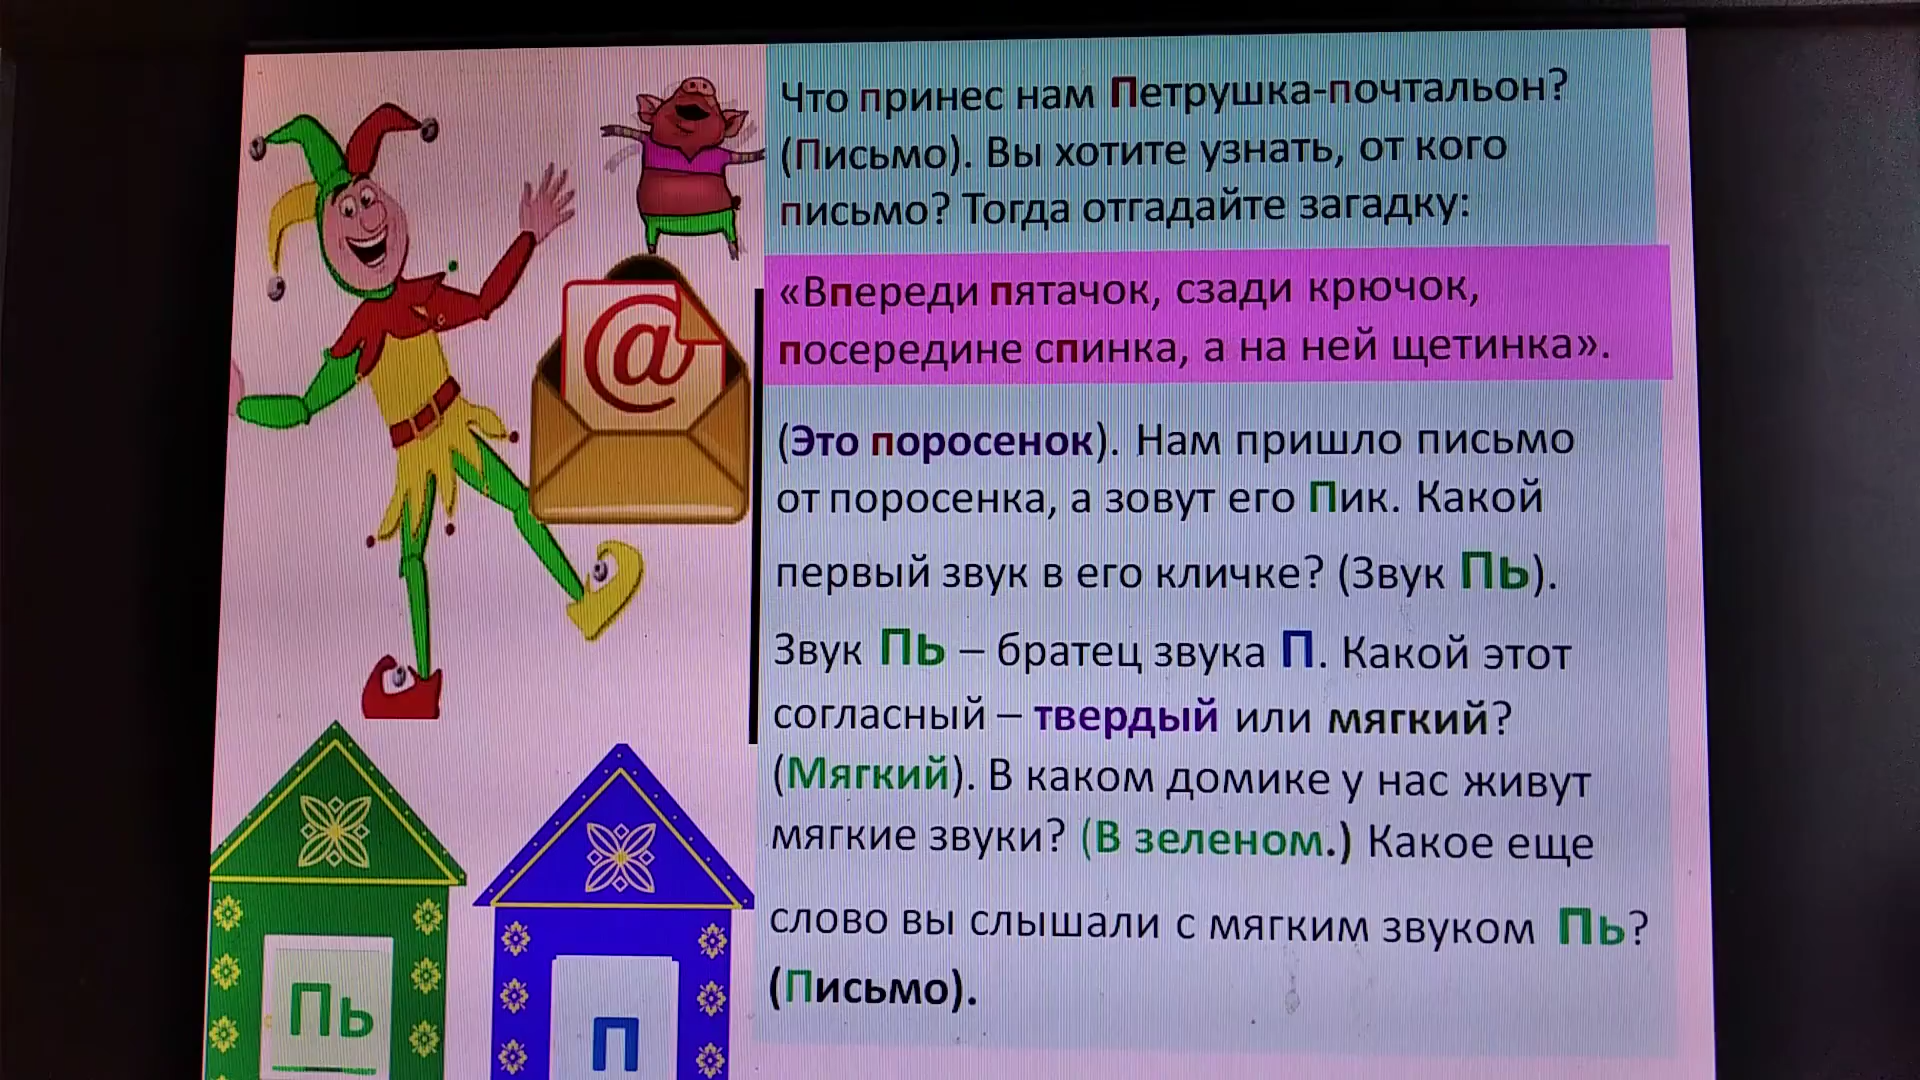 Что принес нам Петрушка-почтальон?
(Письмо). Вы хотите узнать, от кого
письмо? Тогда отгадайте загадку:
«Впереди пятачок, сзади крючок,
посередине спинка, а на ней щетинка».
(Это поросенок). Нам пришло письмо
от поросенка, а зовут его Пик. Какой
первый звук в его кличке? (Звук Пь).
Звук Пь – братец звука П. Какой этот
согласный – твердый или мягкий?
(Мягкий). В каком домике у нас живут
мягкие звуки? (В зеленом.) Какое еще
слово вы слышали с мягким звуком Пь?
(Письмо).
@
Пь
П